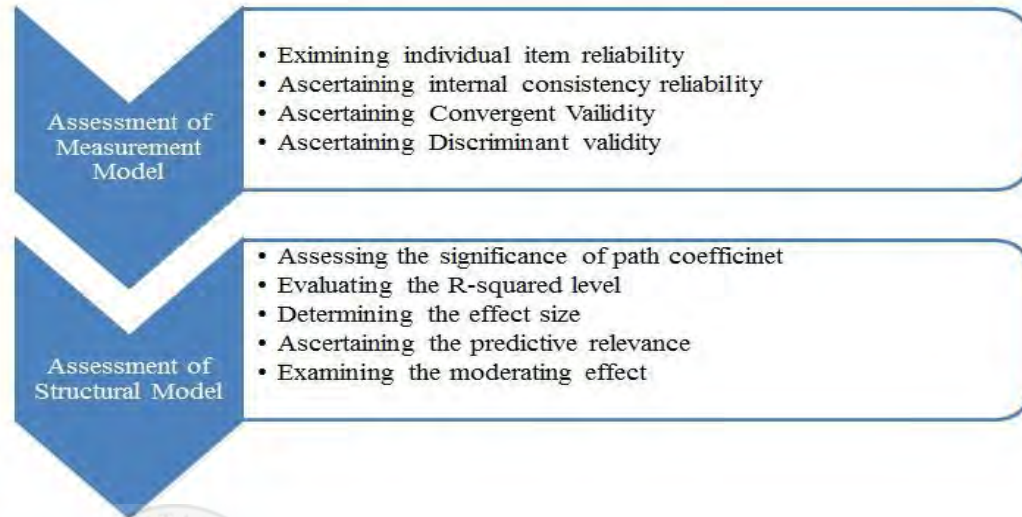 Assessment of
Measurement
Model
• Eximining individual item reliability
• Ascertaining internal consistency reliability
• Ascertaining Convergent Vailidity
• Ascertaining Discriminant validity
Assessment of
Structural Model
• Assessing the significance of path coefficinet
• Evaluating the R-squared level
• Determining the effect size
• Ascertaining the predictive relevance
• Examining the moderating effect